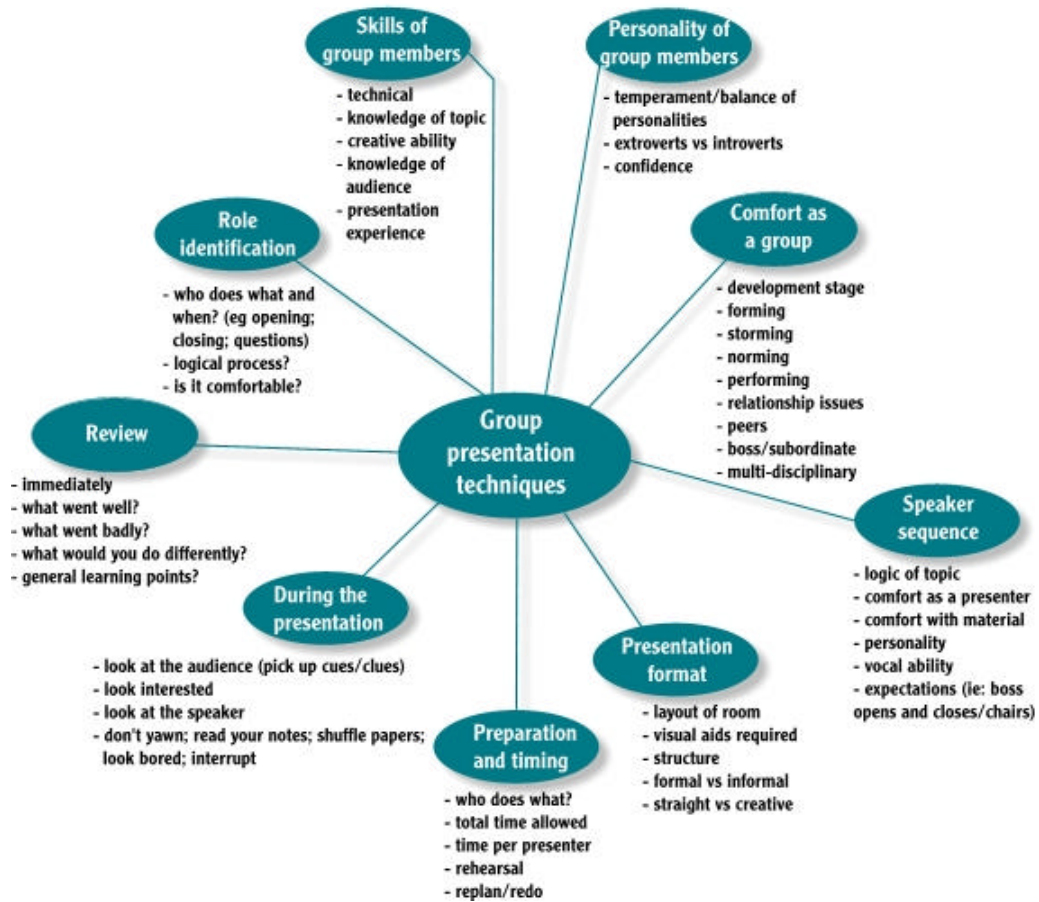 Skills of
group members
- technical
- knowledge of topic
- creative ability
- knowledge of
audience
- presentation
experience
Personality of
group members
- temperament/balance of
personalities
- extroverts vs introverts
- confidence
Role
identification
- who does what and
when? (eg opening;
closing; questions)
- logical process?
- is it comfortable?
Comfort as
a group
- development stage
- forming
- storming
- norming
- performing
- relationship issues
- peers
- boss/subordinate
- multi-disciplinary
Group
presentation
techniques
Review
- immediately
- what went well?
- what went badly?
- what would you do differently?
- general learning points?
Speaker
sequence
- logic of topic
- comfort as a presenter
- comfort with material
- personality
- vocal ability
- expectations (ie: boss
opens and closes/chairs)
During the
presentation
- look at the audience (pick up cues/clues)
- look interested
- look at the speaker
- don't yawn; read your notes; shuffle papers;
look bored; interrupt
Presentation
format
- layout of room
- visual aids required
- structure
- formal vs informal
- straight vs creative
Preparation
and timing
- who does what?
- total time allowed
- time per presenter
- rehearsal
- replan/redo